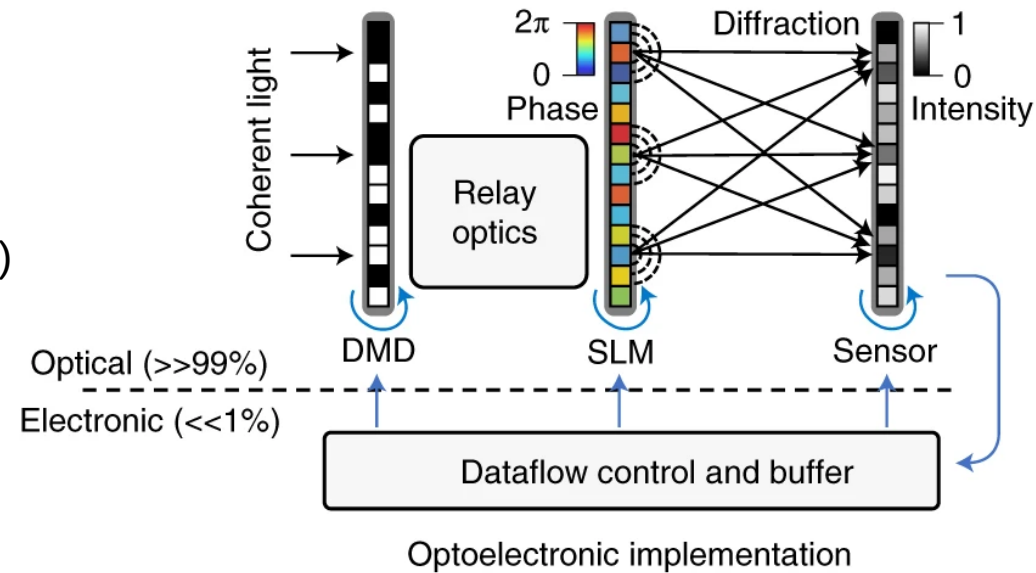 Coherent light
2π
0
Phase
Diffraction
1
0
Intensity
Relay
optics
)
DMD
SLM
Sensor
Optical (>>99%)
Electronic (<<1%)
Dataflow control and buffer
Optoelectronic implementation